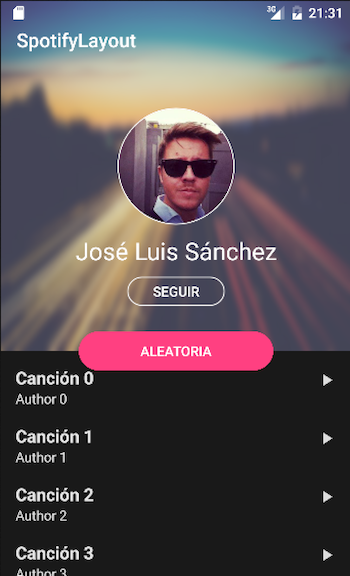 3G 21:31
SpotifyLayout
José Luis Sánchez
SEGUIR
ALEATORIA
Canción 0
Author 0
Canción 1
Author 1
Canción 2
Author 2
Canción 3
Author 3